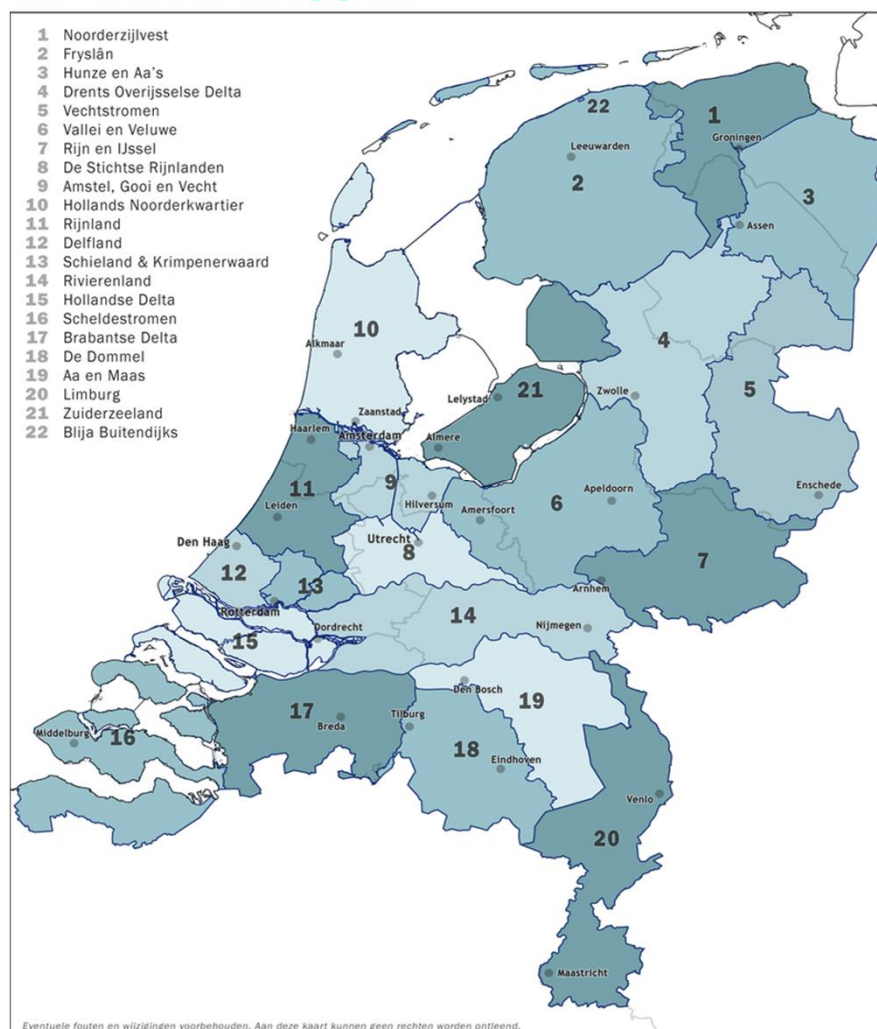 1 Noorderzijlvest
2 Fryslân
3 Hunze en Aa's
4 Drents Overijsselse Delta
5 Vechtstromen
6 Vallei en Veluwe
7 Rijn en IJssel
8 De Stichtse Rijnlanden
9 Amstel, Gooi en Vecht
10 Hollands Noorderkwartier
11 Rijnland
12 Delfland
13 Schieland & Krimpenerwaard
14 Rivierenland
15 Hollandse Delta
16 Scheldestromen
17 Brabantse Delta
18 De Dommel
19 Aa en Maas
20 Limburg
21 Zuiderzeeland
22 Blija Buitendijks
22
1
Groningen
Leeuwarden
2
3
Assen
10
Alkmaar
4
5
Lelystad
21
Zwolle
Zaanstad
Haarlem
Amsterdam
Almere
9
11
Hilversum
Apeldoorn
Enschede
6
Leiden
Amersfoort
Den Haag
Utrecht
8
7
12
13
Arnhem
Rotterdam
14
Dordrecht
Nijmegen
15
Den Bosch
19
17
Tilburg
Breda
16
Middelburg
18
Eindhoven
Venlo
20
Maastricht
Eventuele fouten en wijzigingen voorbehouden. Aan deze kaart kunnen geen rechten worden ontleend.